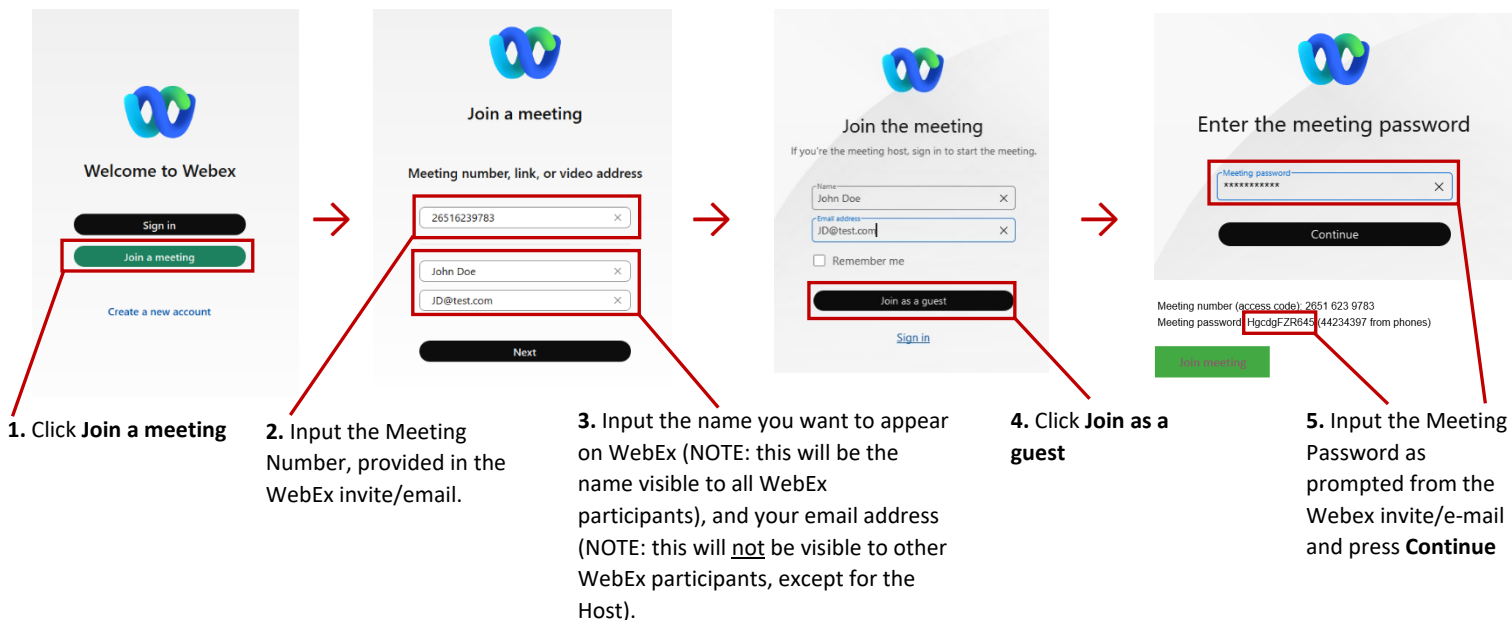 Welcome to Webex
Sign in
Join a meeting
Create a new account
Join a meeting
Meeting number, link, or video address
26516239783
John Doe
JD@test.com
Next
Join the meeting
If you're the meeting host, sign in to start the meeting.
Name
John Doe
Email address
JD@test.com
Remember me
Join as a guest
Sign in
Enter the meeting password
Meeting password
***********
Continue
Meeting number (access code): 2651 623 9783
Meeting password: HgcdgFZR645 (44234397 from phones)
Join meeting
1. Click Join a meeting
2. Input the Meeting
Number, provided in the
WebEx invite/email.
3. Input the name you want to appear
on WebEx (NOTE: this will be the
name visible to all WebEx
participants), and your email address
(NOTE: this will not be visible to other
WebEx participants, except for the
Host).
4. Click Join as a
guest
5. Input the Meeting
Password as
prompted from the
Webex invite/e-mail
and press Continue